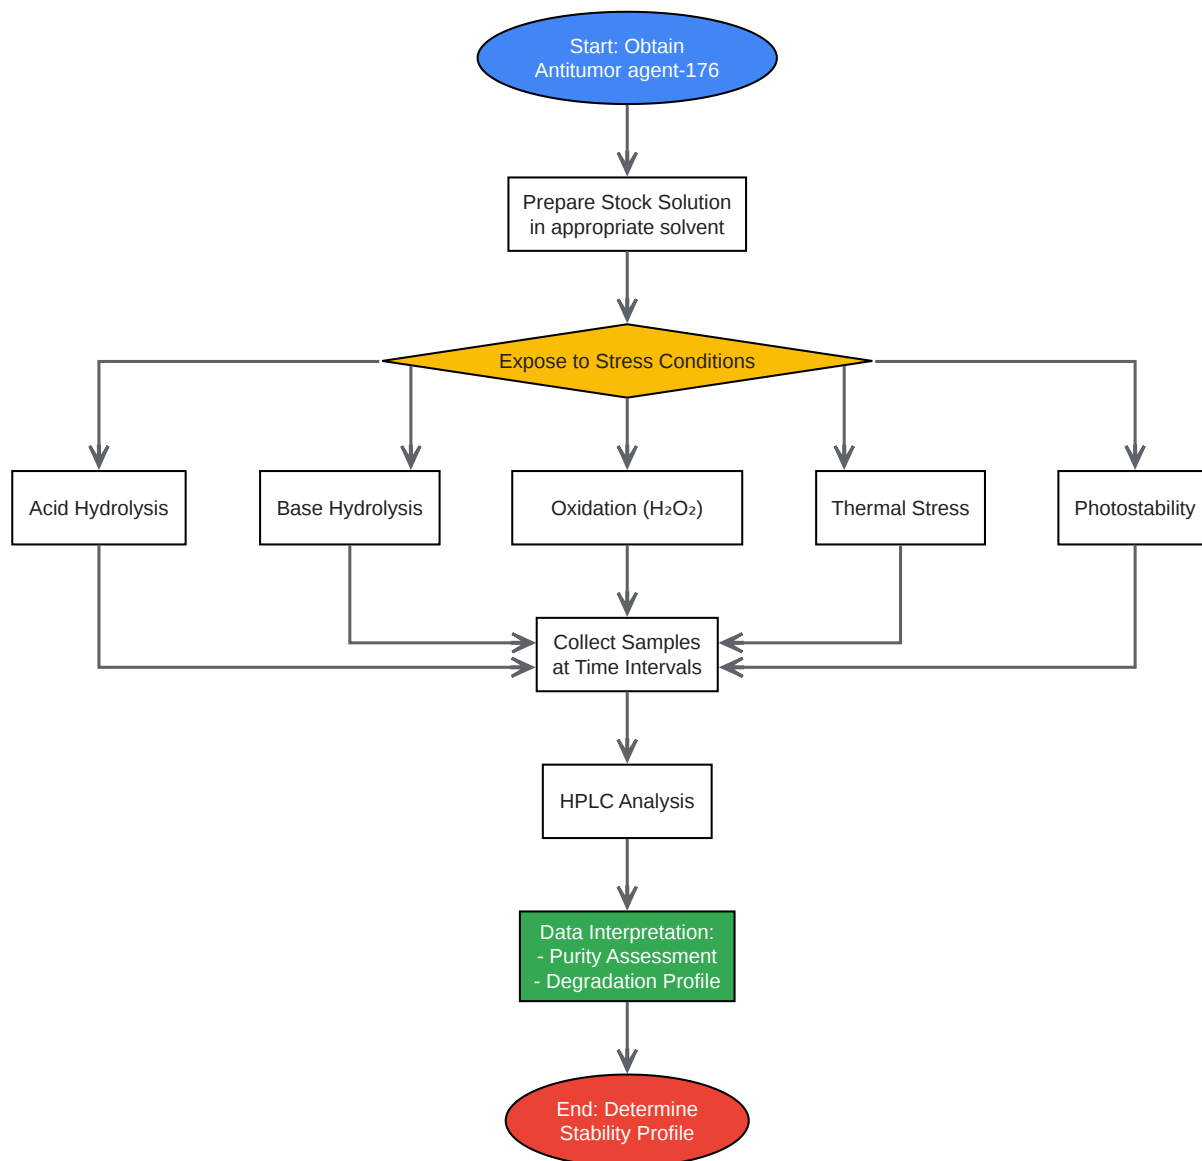 Start: Obtain
Antitumor agent-176
Prepare Stock Solution
in appropriate solvent
Expose to Stress Conditions
Acid Hydrolysis
Base Hydrolysis
Oxidation (H₂O₂)
Thermal Stress
Photostability
Collect Samples
at Time Intervals
HPLC Analysis
Data Interpretation:
- Purity Assessment
- Degradation Profile
End: Determine
Stability Profile